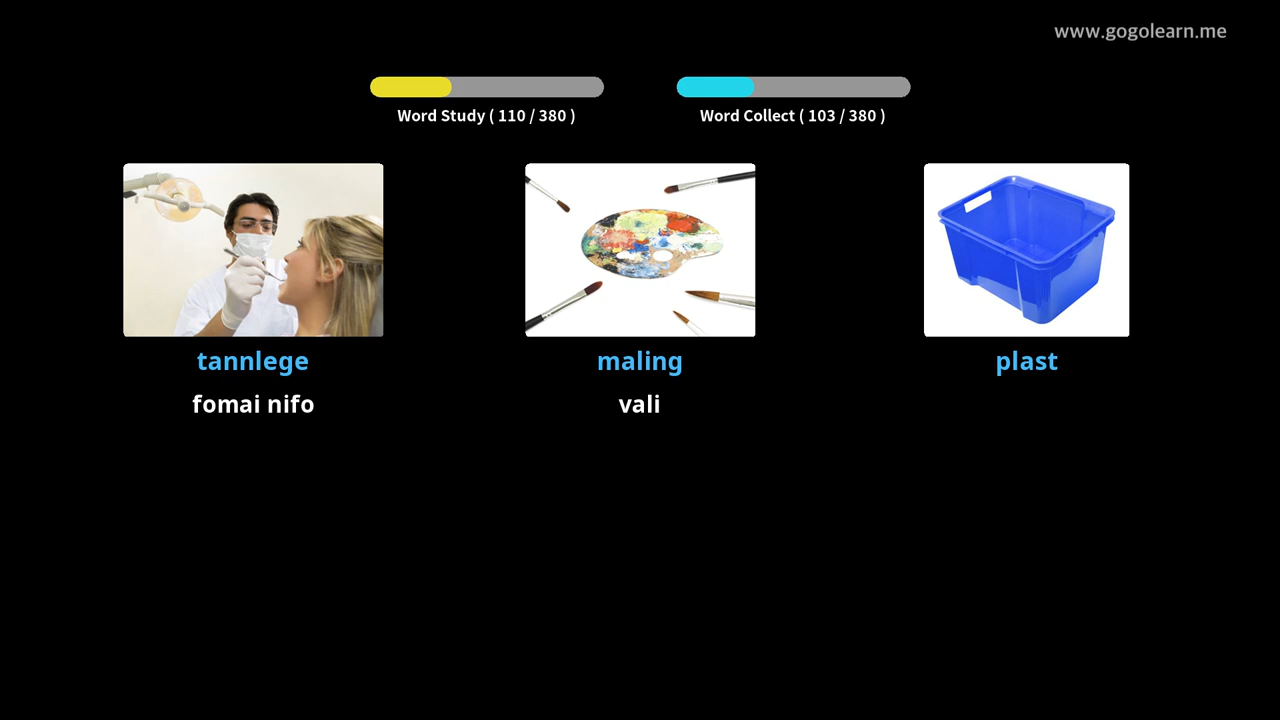 www.gogolearn.me
Word Study ( 110 / 380 )
Word Collect ( 103 / 380 )
tannlege
maling
plast
fomai nifo
vali